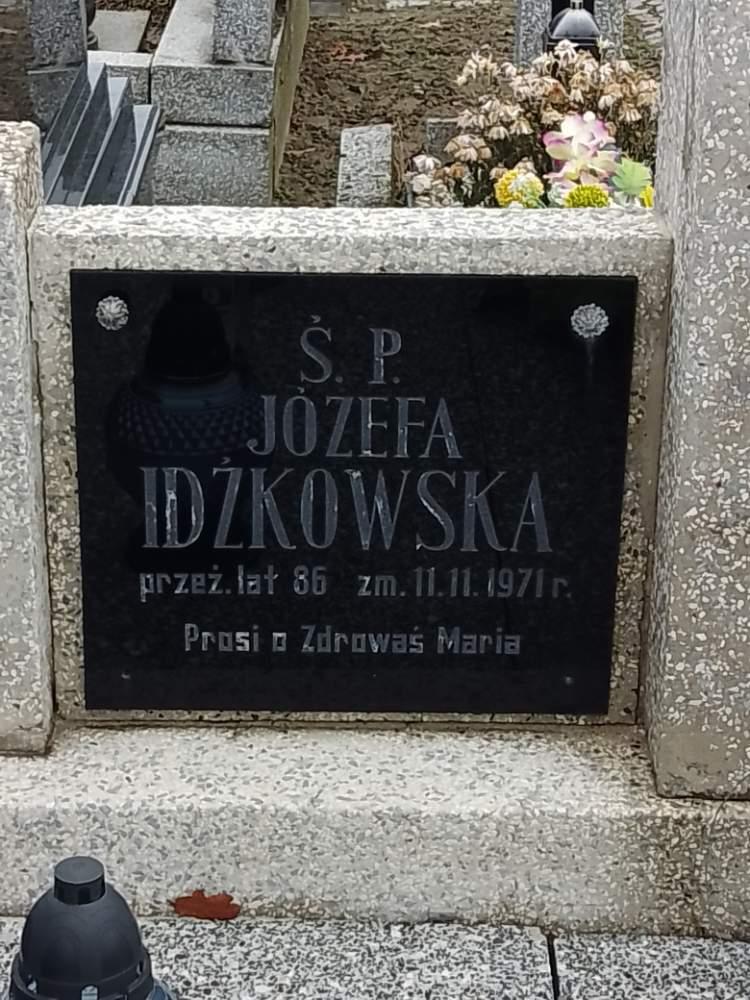 Ś. P.
JÓZEFA
IDŹKOWSKA
przeż. lat 86 zm. 11.11.1971 r.
Prosi o Zdrowaś Maria